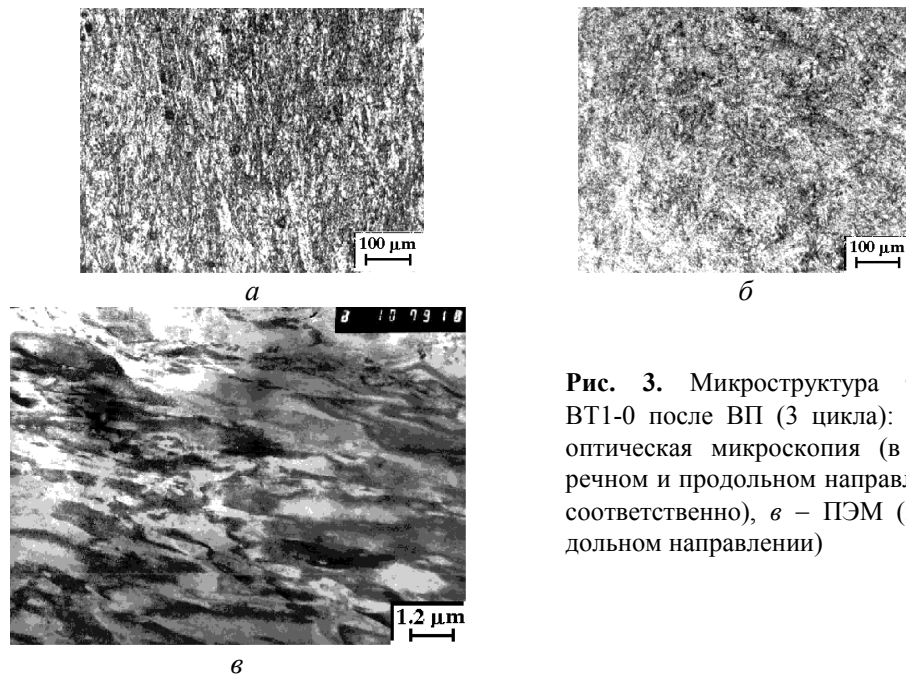 100 µm
100 µm
а
б
a 107918
1.2 µm
в
Рис. 3. Микроструктура
ВТ1-0 после ВП (3 цикла):
оптическая микроскопия (в
речном и продольном направл
соответственно), в – ПЭМ (
дольном направлении)